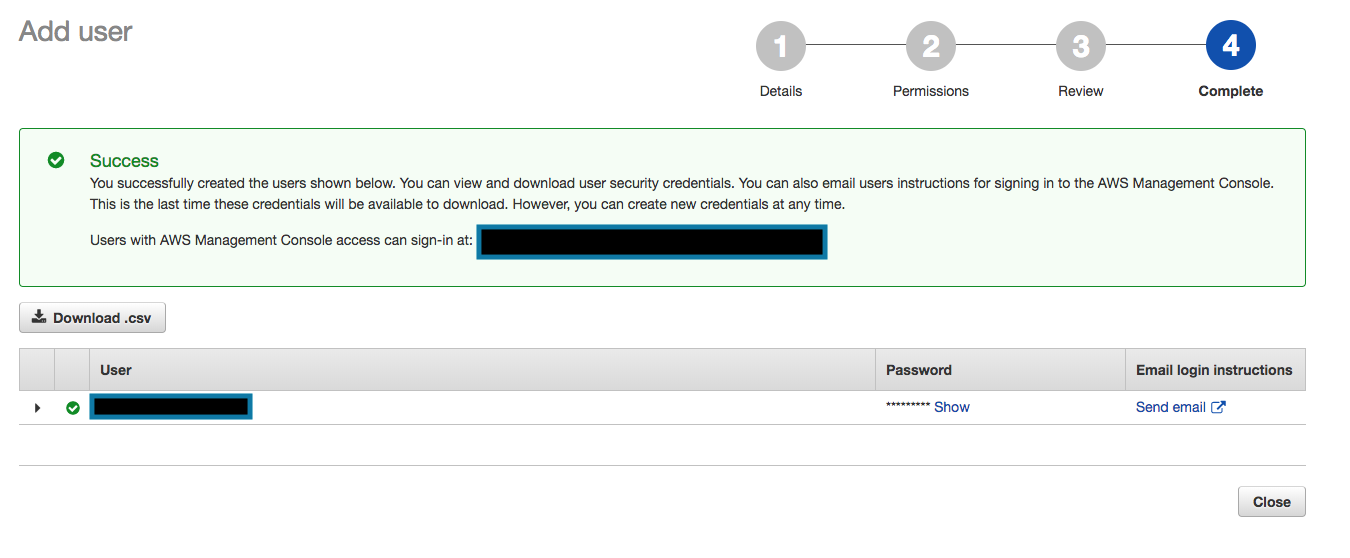 Add user
1
2
3
4
Details
Permissions
Review
Complete
Success
You successfully created the users shown below. You can view and download user security credentials. You can also email users instructions for signing in to the AWS Management Console.
This is the last time these credentials will be available to download. However, you can create new credentials at any time.
Users with AWS Management Console access can sign-in at:
Download .csv
User
Password
Email login instructions
********* Show
Send email
Close